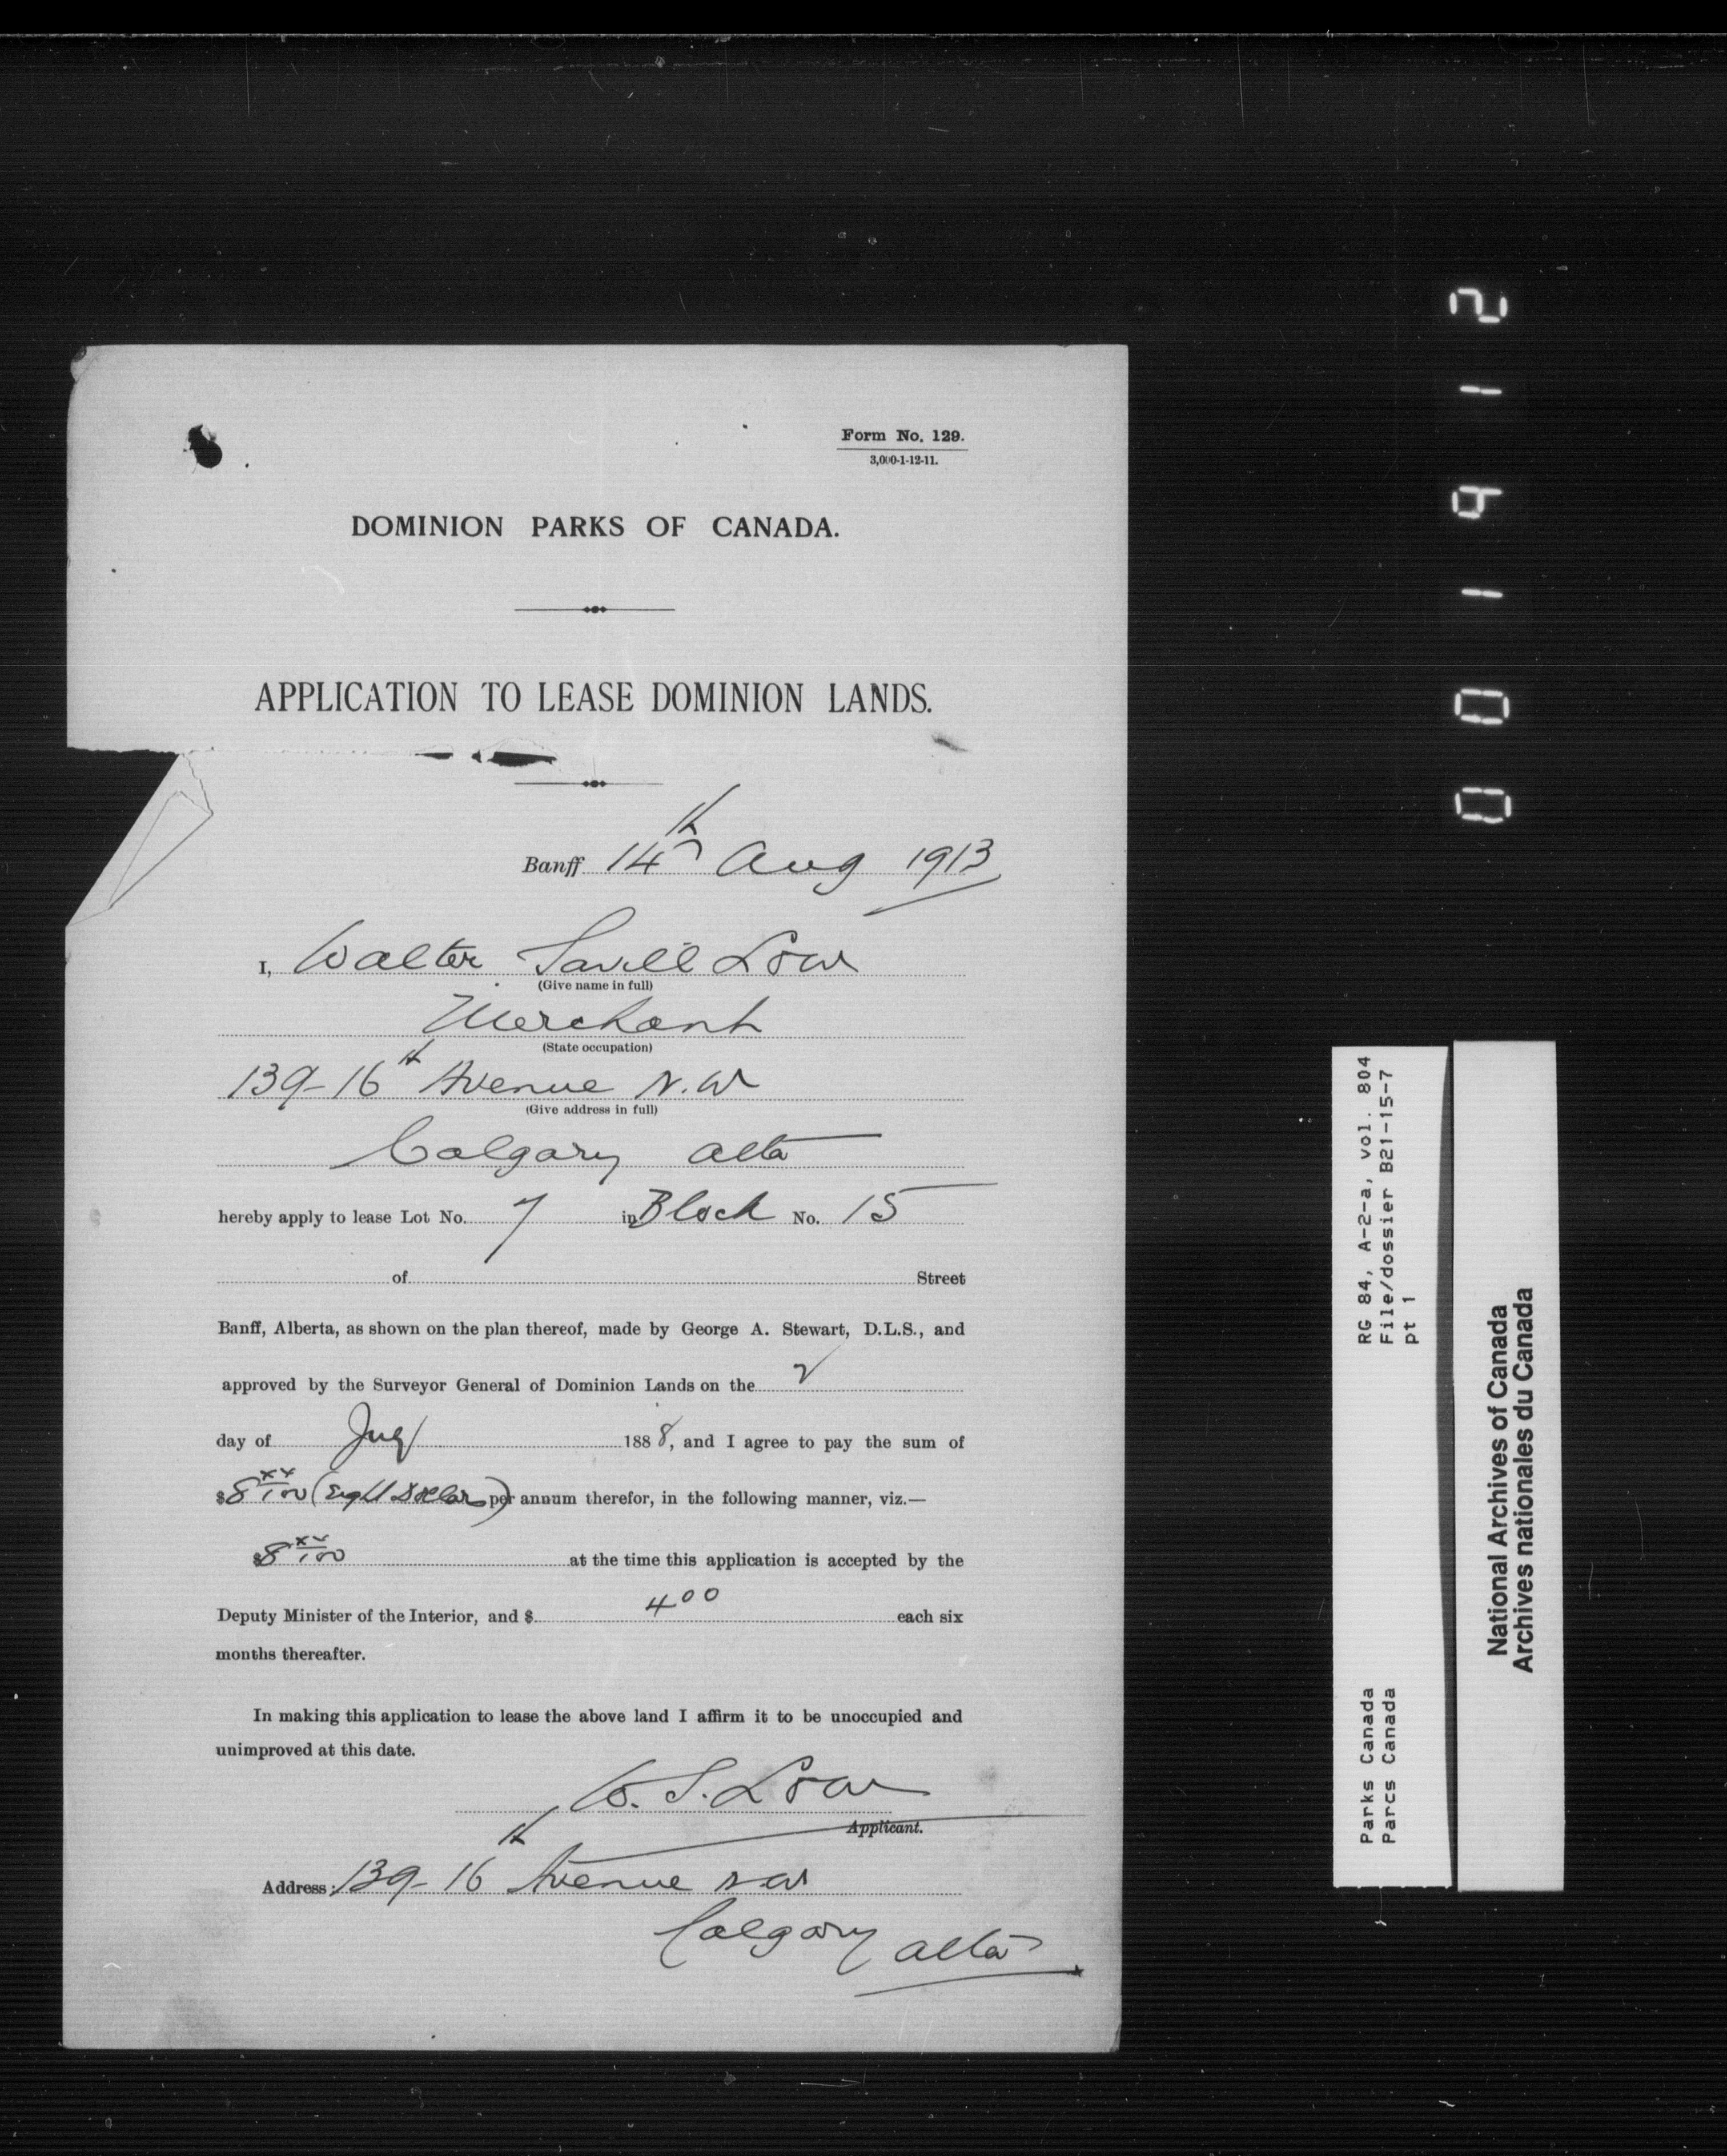 Form No. 129.
3,000-1-12-11.
DOMINION PARKS OF CANADA.
APPLICATION TO LEASE DOMINION LANDS.
Banff 14th Aug 1913
I, Walter Savill Low
(Give name in full)
Merchant
(State occupation)
139-16th Avenue N.W
(Give address in full)
Calgary Alta
hereby apply to lease Lot No. 7 in Block No. 15
of Street
Banff, Alberta, as shown on the plan thereof, made by George A. Stewart, D.L.S., and
approved by the Surveyor General of Dominion Lands on the 2
day of July 1888, and I agree to pay the sum of
$8 xx/100 (Eight Dollars) per annum therefor, in the following manner, viz.—
$8 xx/100 at the time this application is accepted by the
Deputy Minister of the Interior, and $ 4 00 each six
months thereafter.
In making this application to lease the above land I affirm it to be unoccupied and
unimproved at this date.
W. S. Low
Applicant.
Address: 139-16th Avenue N.W
Calgary Alta
001912
RG 84, A-2-a, vol. 804
File/dossier B21-15-7
pt 1
Parks Canada
Parcs Canada
National Archives of Canada
Archives nationales du Canada